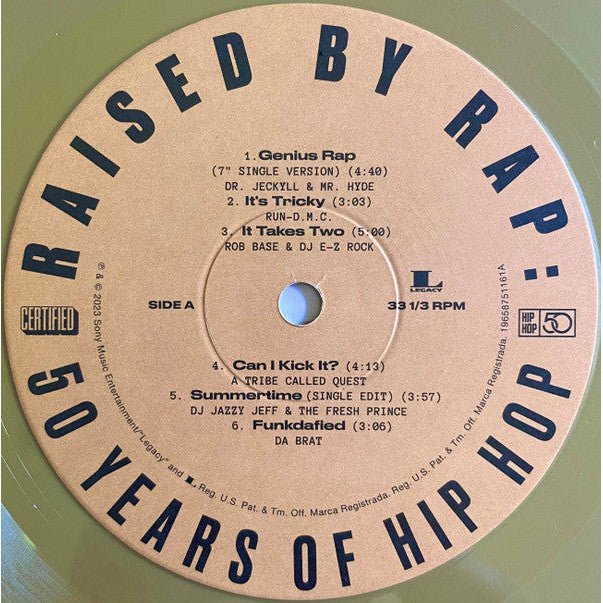 RAISED BY RAP:
1. Genius Rap
(7" SINGLE VERSION) (4:40)
DR. JECKYLL & MR. HYDE
2. It's Tricky (3:03)
RUN-D.M.C.
3. It Takes Two (5:00)
ROB BASE & DJ E-Z ROCK
L
LEGACY
SIDE A
33 1/3 RPM
CERTIFIED
HIP HOP 50
4. Can I Kick It? (4:13)
A TRIBE CALLED QUEST
5. Summertime (SINGLE EDIT) (3:57)
DJ JAZZY JEFF & THE FRESH PRINCE
6. Funkdafied (3:06)
DA BRAT
℗ & © 2023 Sony Music Entertainment/"Legacy" and L, Reg. U.S. Pat. & Tm. Off. Marca Registrada. Reg. U.S. Pat. & Tm. Off. Marca Registrada. 19658751161A
50 YEARS OF HIP HOP